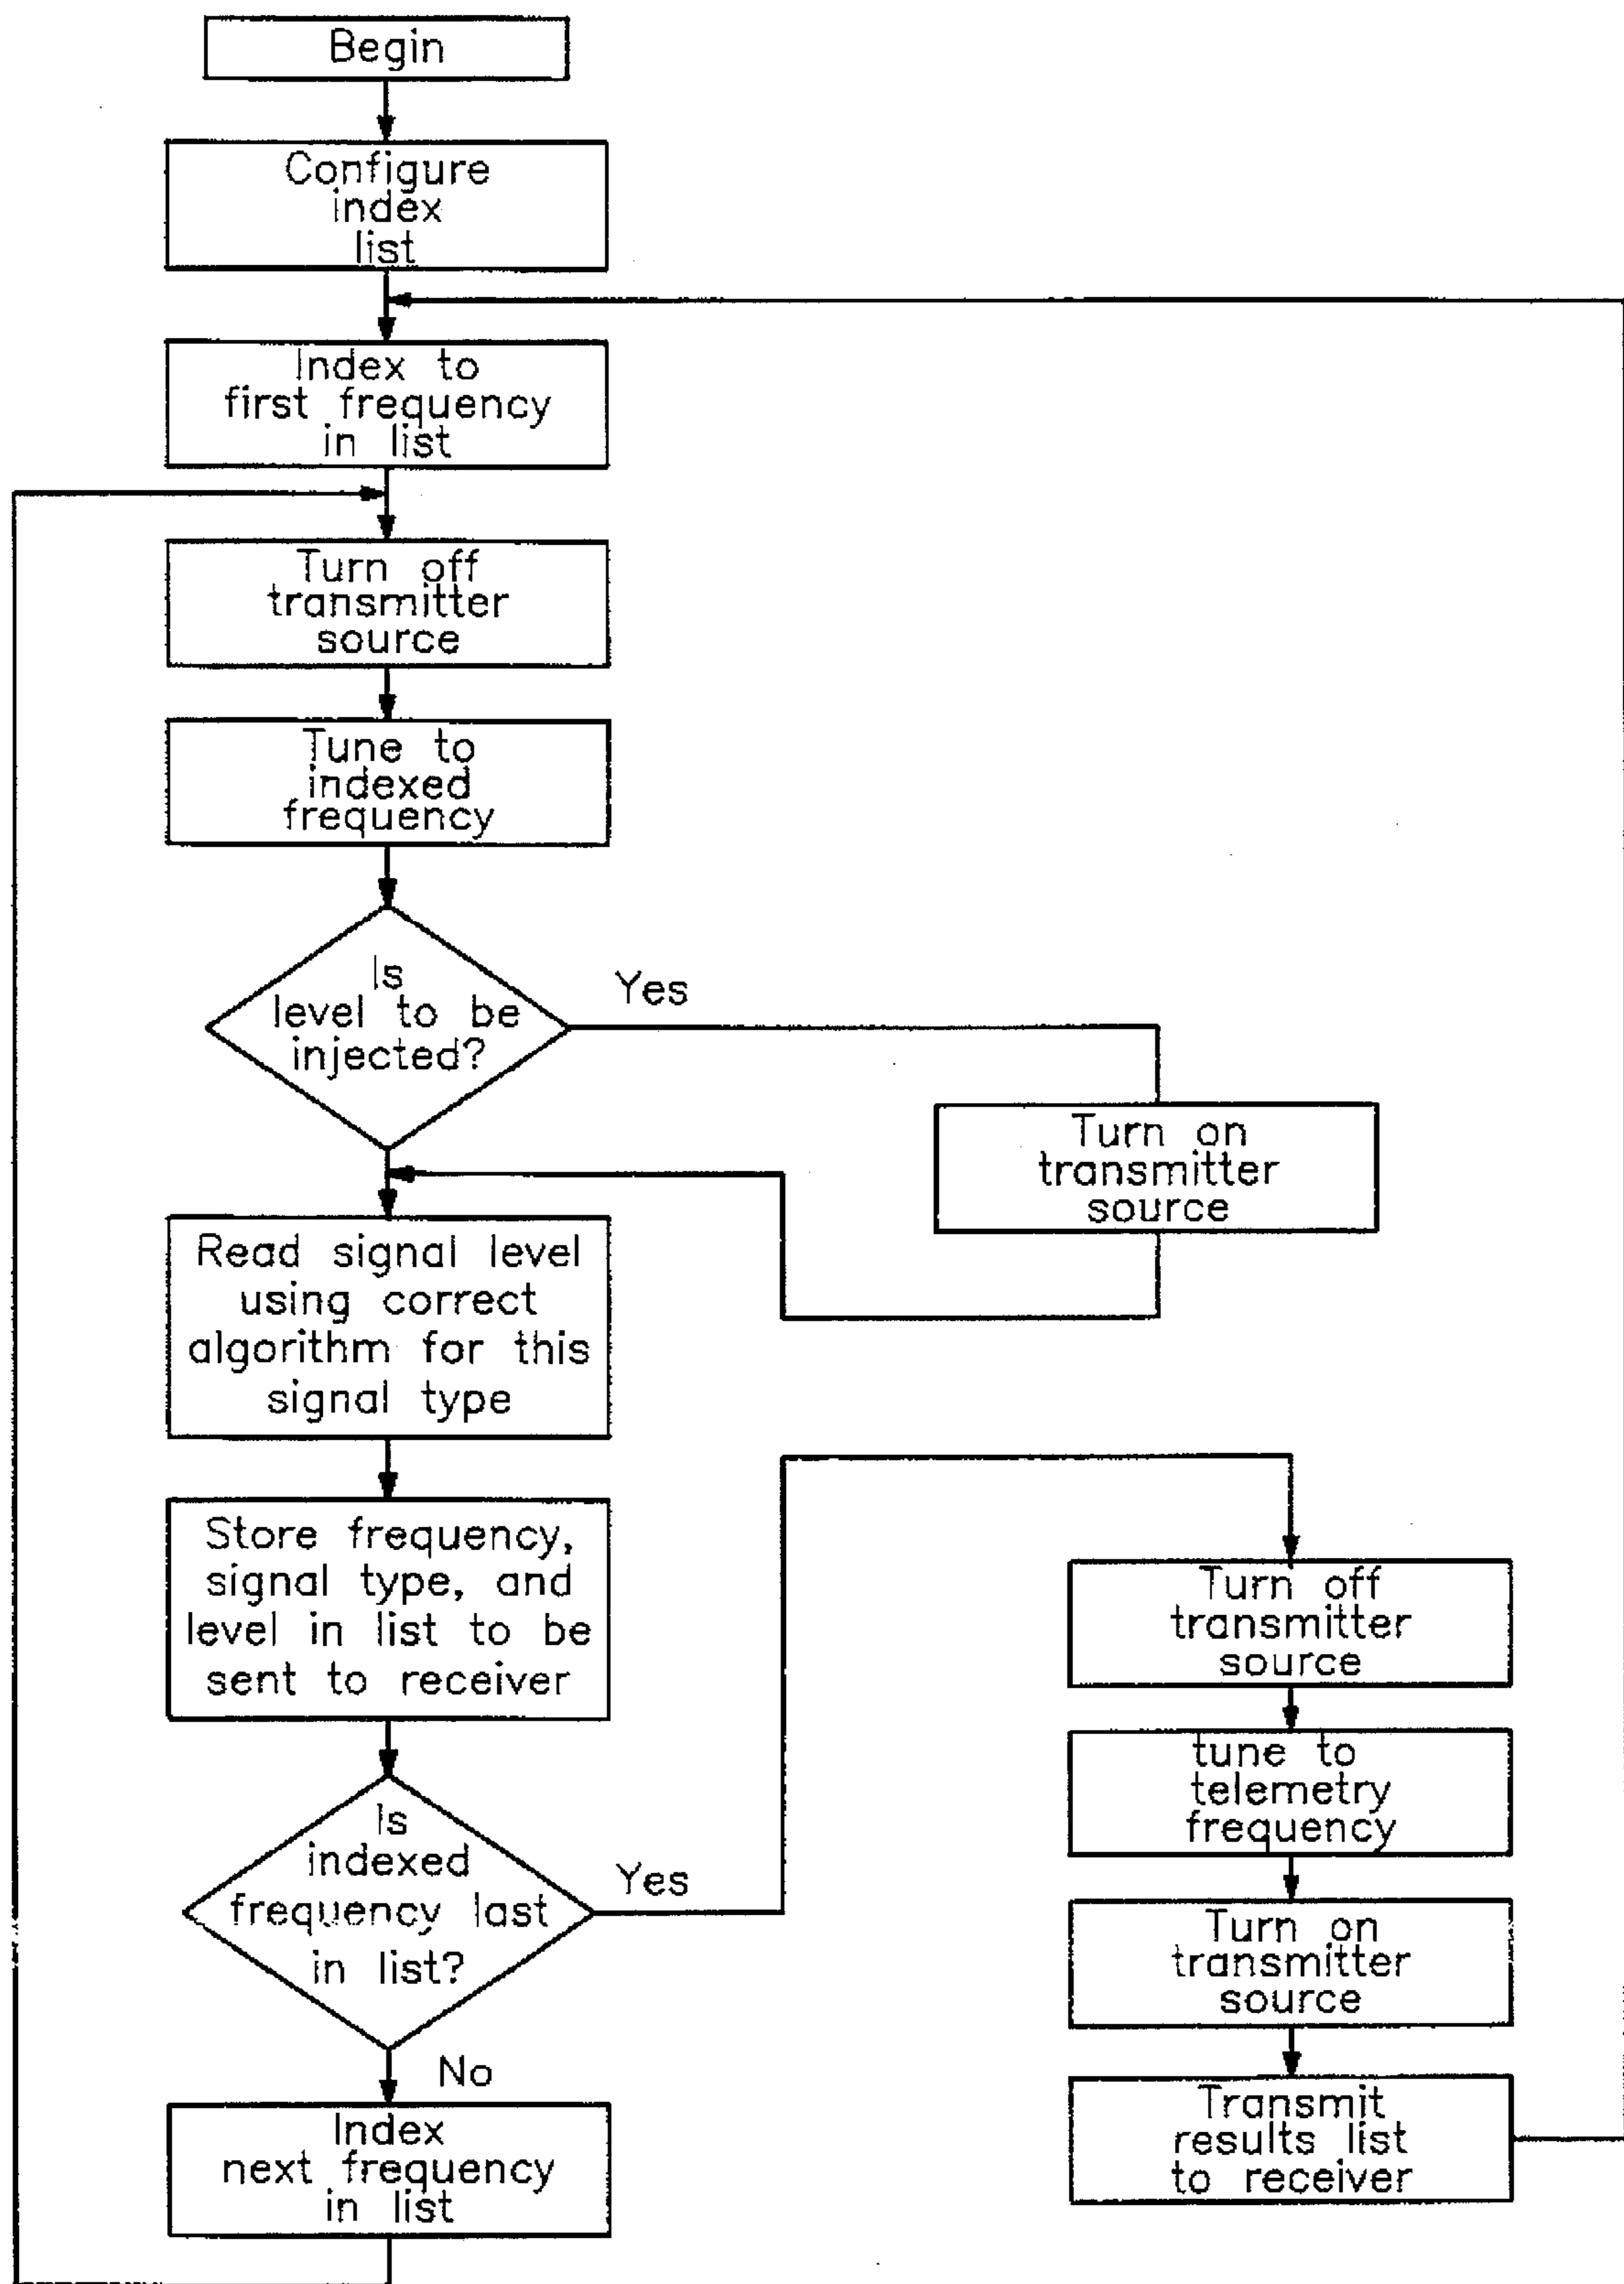 Begin
Configure
index
list
Index to
first frequency
in list
Turn off
transmitter
source
Tune to
indexed
frequency
Is
level to be
injected?
Yes
Turn on
transmitter
source
Read signal level
using correct
algorithm for this
signal type
Store frequency,
signal type, and
level in list to be
sent to receiver
Is
indexed
frequency last
in list?
Yes
No
Index
next frequency
in list
Turn off
transmitter
source
tune to
telemetry
frequency
Turn on
transmitter
source
Transmit
results list
to receiver